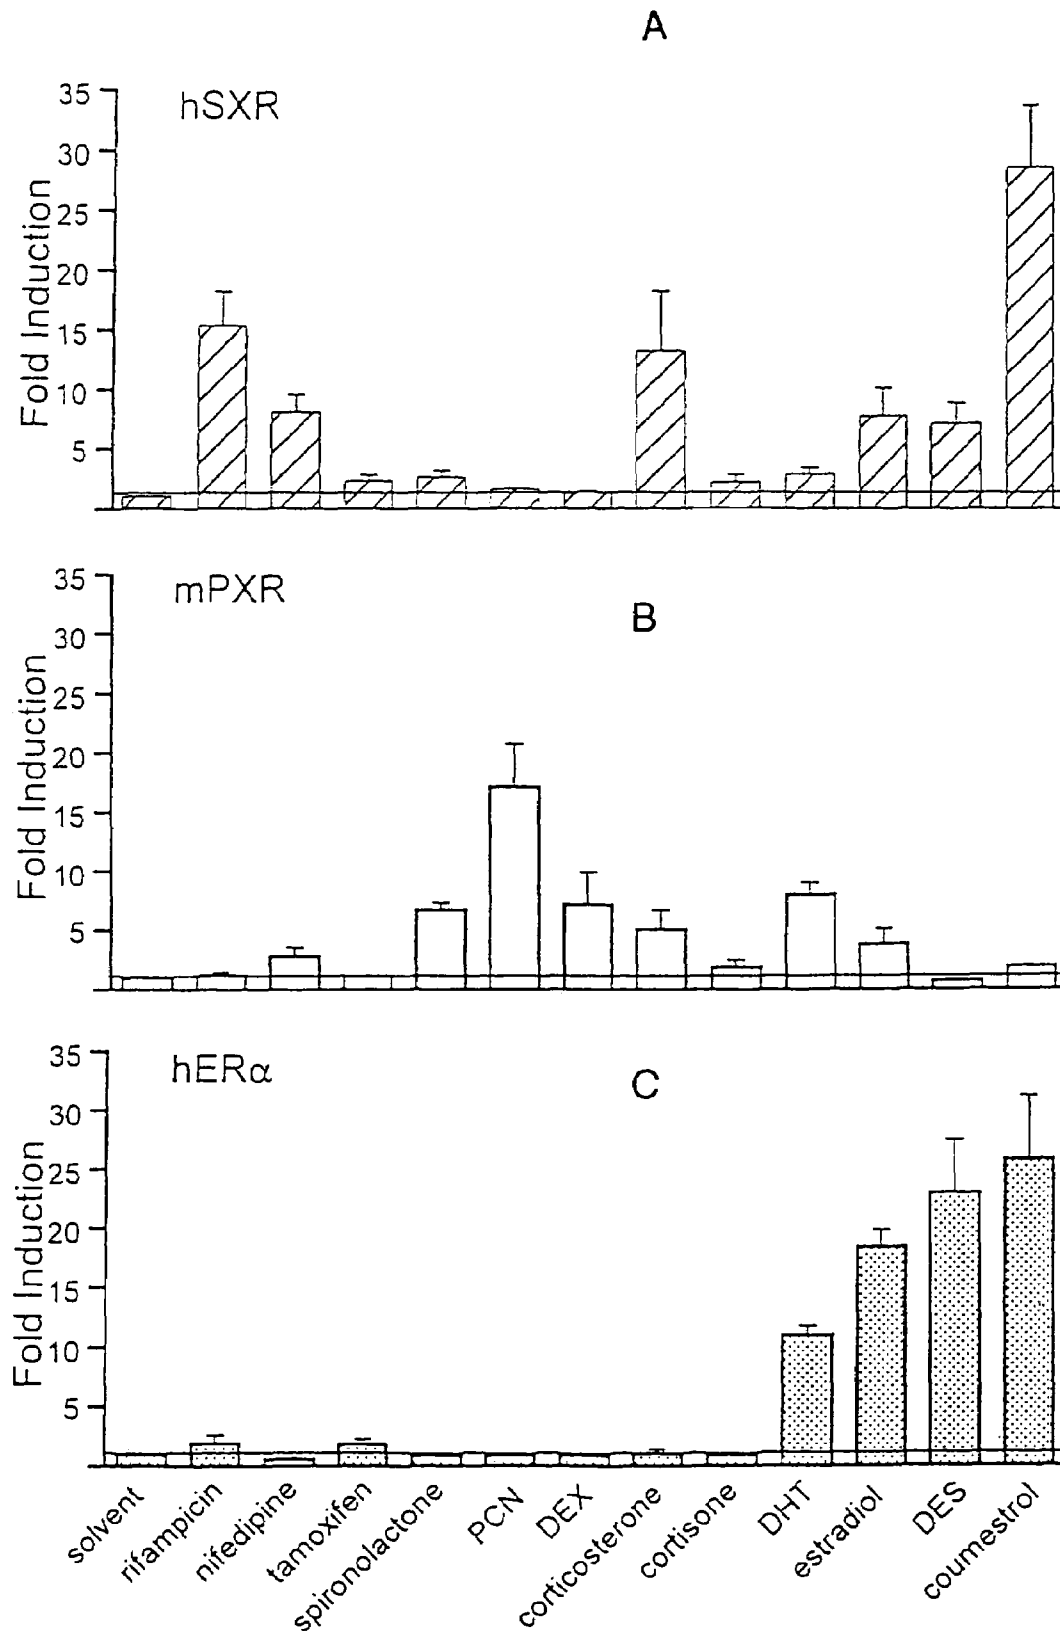 A
hSXR
35
30
25
20
15
10
5
Fold Induction
mPXR
B
35
30
25
20
15
10
5
Fold Induction
hERα
C
35
30
25
20
15
10
5
Fold Induction
solvent
rifampicin
nifedipine
tamoxifen
spironolactone
PCN
DEX
corticosterone
cortisone
DHT
estradiol
DES
coumestrol